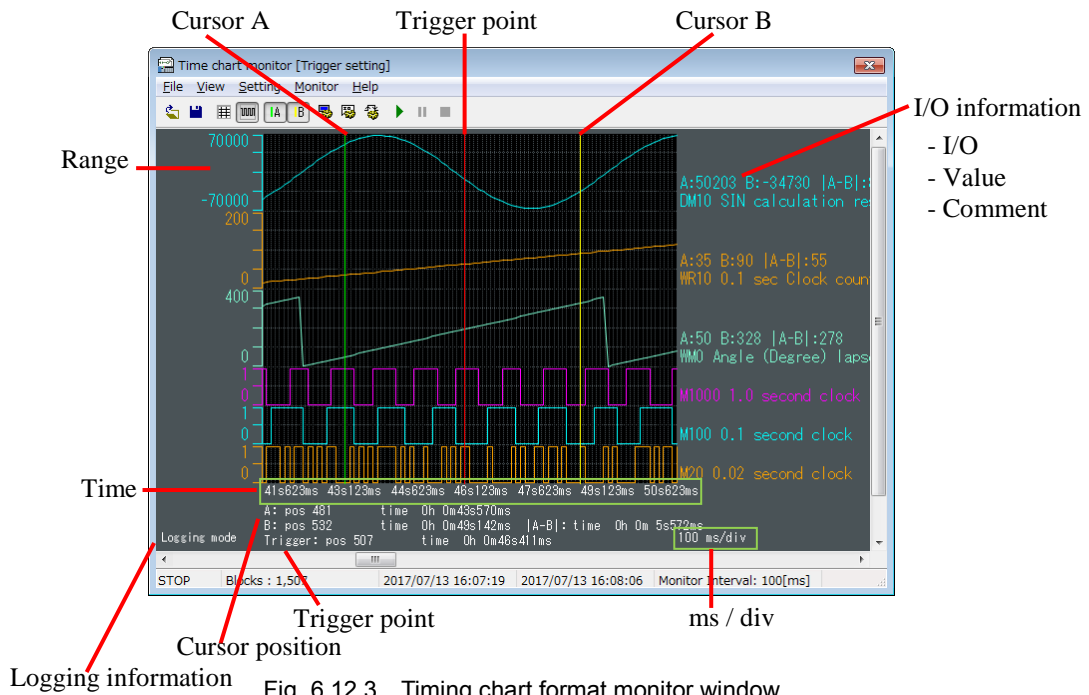 Cursor A
Trigger point
Cursor B
Time chart monitor [Trigger setting]
File View Setting Monitor Help
A B
I/O information
- I/O
- Value
- Comment
Range
70000
-70000
A:50203 B:-34730 |A-B|:
DM10 SIN calculation res
200
0
A:35 B:90 |A-B|:55
WR10 0.1 sec Clock coun
400
0
A:50 B:328 |A-B|:278
WM0 Angle (Degree) laps
1
0
M1000 1.0 second clock
1
0
M100 0.1 second clock
1
0
M20 0.02 second clock
Time
41s623ms 43s123ms 44s623ms 46s123ms 47s623ms 49s123ms 50s623ms
A: pos 481 time 0h 0m43s570ms
B: pos 532 time 0h 0m49s142ms |A-B|: time 0h 0m 5s572ms
Logging mode
Trigger: pos 507 time 0h 0m46s411ms
100 ms/div
STOP Blocks : 1,507 2017/07/13 16:07:19 2017/07/13 16:08:06 Monitor Interval: 100[ms]
Trigger point
ms / div
Cursor position
Logging information
Fig. 6.12.3 Timing chart format monitor window